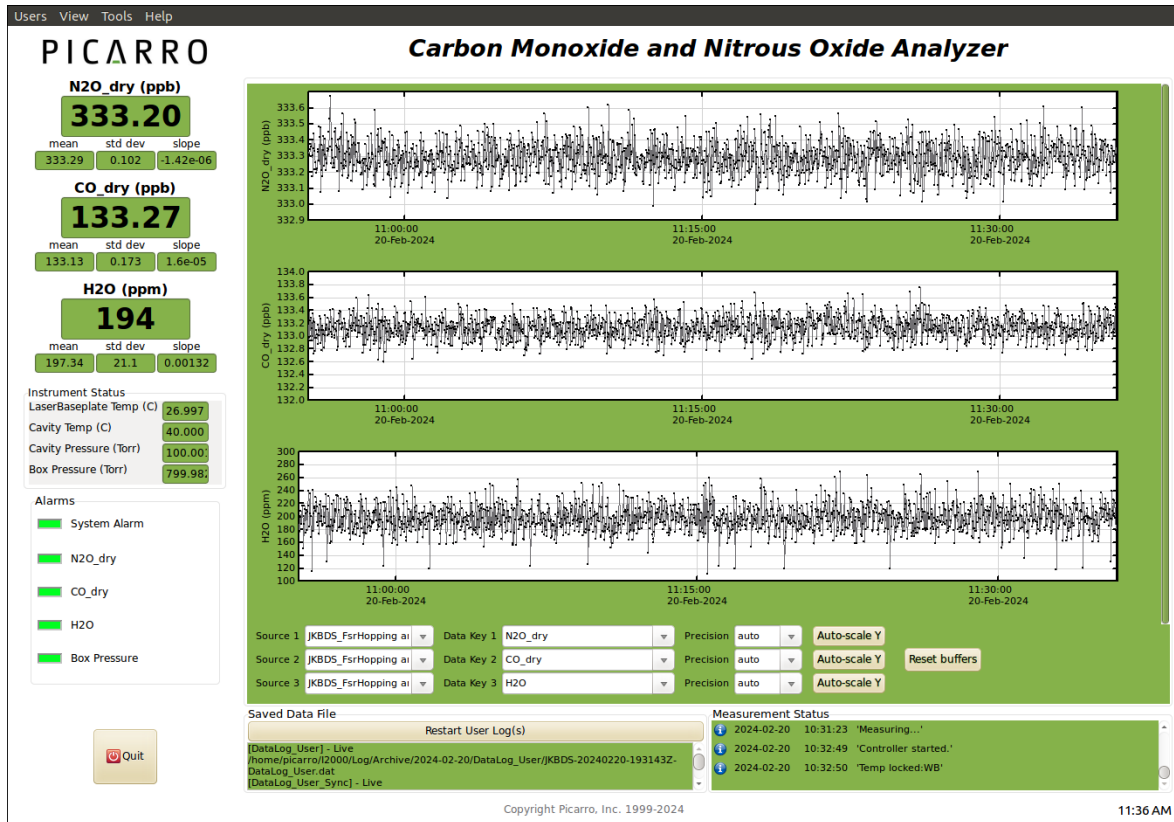 Users View Tools Help
PICARRO
Carbon Monoxide and Nitrous Oxide Analyzer
N2O_dry (ppb)
333.20
mean std dev slope
333.29 0.102 -1.42e-06
CO_dry (ppb)
133.27
mean std dev slope
133.13 0.173 1.6e-05
H2O (ppm)
194
mean std dev slope
197.34 21.1 0.00132
Instrument Status
LaserBaseplate Temp (C) 26.997
Cavity Temp (C) 40.000
Cavity Pressure (Torr) 100.001
Box Pressure (Torr) 799.982
Alarms
System Alarm
N2O_dry
CO_dry
H2O
Box Pressure
Quit
N2O_dry (ppb)
333.6
333.5
333.4
333.3
333.2
333.1
333.0
332.9
11:00:00 11:15:00 11:30:00
20-Feb-2024 20-Feb-2024 20-Feb-2024
CO_dry (ppb)
134.0
133.8
133.6
133.4
133.2
133.0
132.8
132.6
132.4
132.2
132.0
11:00:00 11:15:00 11:30:00
20-Feb-2024 20-Feb-2024 20-Feb-2024
H2O (ppm)
300
280
260
240
220
200
180
160
140
120
100
11:00:00 11:15:00 11:30:00
20-Feb-2024 20-Feb-2024 20-Feb-2024
Source 1 JKBDS_FsrHopping Data Key 1 N2O_dry Precision auto Auto-scale Y
Source 2 JKBDS_FsrHopping Data Key 2 CO_dry Precision auto Auto-scale Y Reset buffers
Source 3 JKBDS_FsrHopping Data Key 3 H2O Precision auto Auto-scale Y
Saved Data File
Restart User Log(s)
[DataLog_User] - Live
/home/picarro/I2000/Log/Archive/2024-02-20/DataLog_User/JKBDS-20240220-193143Z-
DataLog_User.dat
[DataLog_User_Sync] - Live
Measurement Status
2024-02-20 10:31:23 'Measuring...'
2024-02-20 10:32:49 'Controller started.'
2024-02-20 10:32:50 'Temp locked:WB'
Copyright Picarro, Inc. 1999-2024
11:36 AM